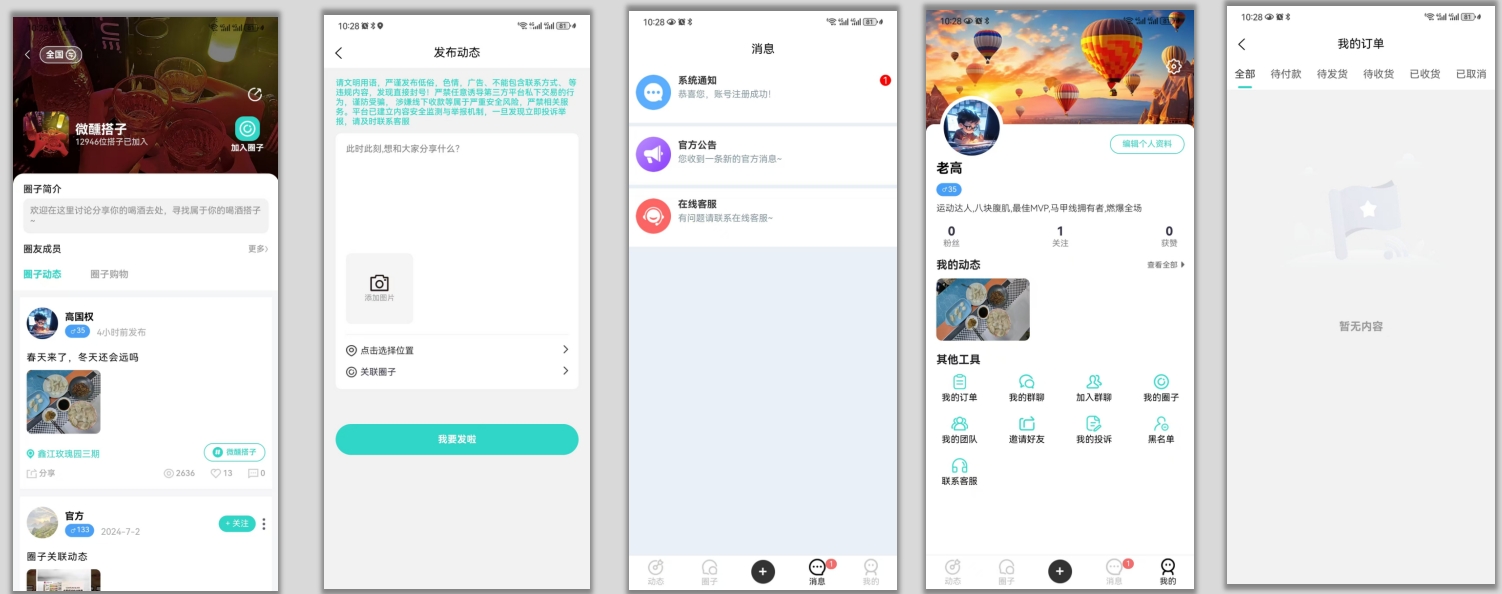 全国
微醺搭子
12946位搭子已加入
加入圈子
圈子简介
欢迎在这里讨论分享你的喝酒去处，寻找属于你的喝酒搭子
~
圈友成员
更多
圈子动态 圈子购物
高国权
♂35 4小时前发布
春天来了，冬天还会远吗
鑫江玫瑰园三期
微醺搭子
分享 2636 13 0
官方
♂133 2024-7-2
+ 关注
圈子关联动态
10:28
发布动态
请文明用语，严谨发布低俗，色情，广告，不能包含联系方式、 等
违规内容，发现直接封号！严禁任意诱导第三方平台私下交易的行
为，谨防受骗， 涉嫌线下收款等属于严重安全风险，严禁相关服
务。平台已建立内容安全监测与举报机制，一旦发现立即投诉举
报，请及时联系客服
此时此刻,想和大家分享什么?
添加图片
点击选择位置
关联圈子
我要发啦
10:28
消息
系统通知
恭喜您，账号注册成功！
1
官方公告
您收到一条新的官方消息~
在线客服
有问题请联系在线客服~
动态 圈子 消息 1 我的
10:28
编辑个人资料
老高
♂35
运动达人,八块腹肌,最佳MVP,马甲线拥有者,燃爆全场
0 1 0
粉丝 关注 获赞
我的动态 查看全部
其他工具
我的订单 我的群聊 加入群聊 我的圈子
我的团队 邀请好友 我的投诉 黑名单
联系客服
动态 圈子 消息 1 我的
10:28
我的订单
全部 待付款 待发货 待收货 已收货 已取消
暂无内容